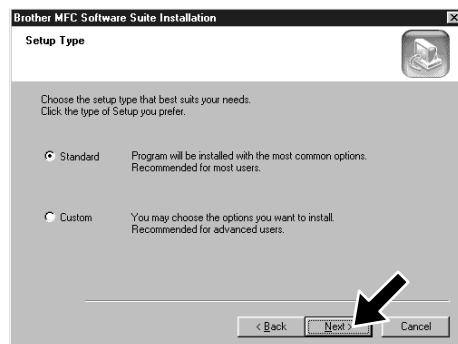 Brother MFC Software Suite Installation
Setup Type
Choose the setup type that best suits your needs.
Click the type of Setup you prefer.
Standard
Program will be installed with the most common options.
Recommended for most users.
Custom
You may choose the options you want to install.
Recommended for advanced users.
< Back
Next >
Cancel